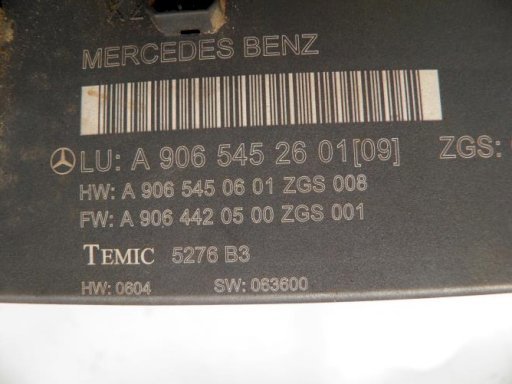 MERCEDES BENZ
LU: A 906 545 26 01[09] ZGS:
HW: A 906 545 06 01 ZGS 008
FW: A 906 442 05 00 ZGS 001
TEMIC 5276 B3
HW: 0604 SW: 063600